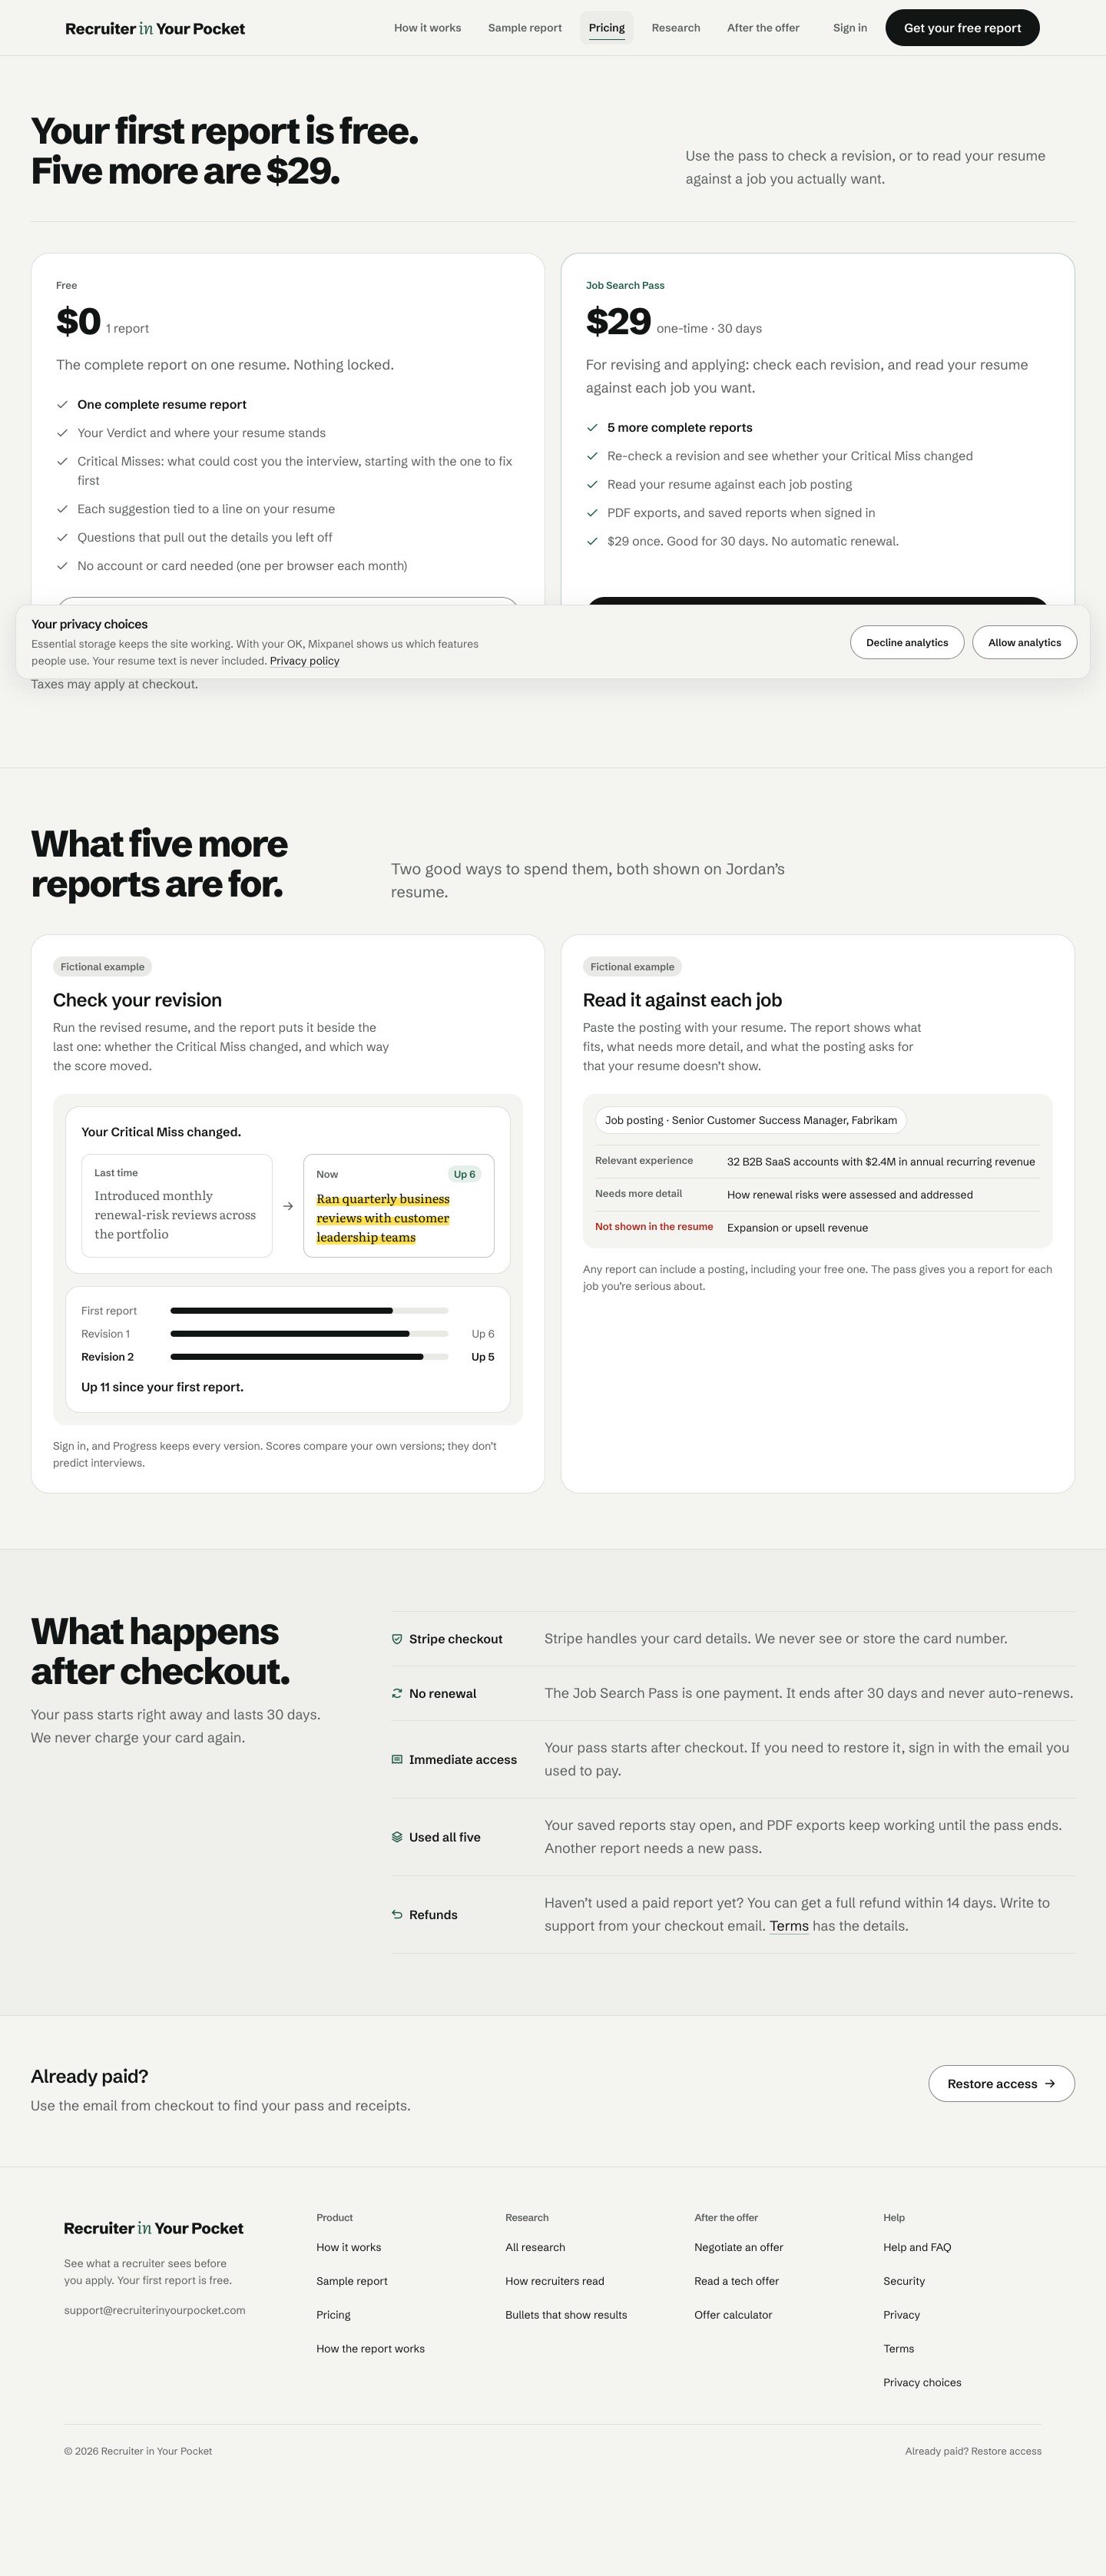 Recruiter in Your Pocket
How it works
Sample report
Pricing
Research
After the offer
Sign in
Get your free report
Your first report is free.
Five more are $29.
Use the pass to check a revision, or to read your resume
against a job you actually want.
Free
$0 1 report
The complete report on one resume. Nothing locked.
One complete resume report
Your Verdict and where your resume stands
Critical Misses: what could cost you the interview, starting with the one to fix
first
Each suggestion tied to a line on your resume
Questions that pull out the details you left off
No account or card needed (one per browser each month)
Job Search Pass
$29 one-time · 30 days
For revising and applying: check each revision, and read your resume
against each job you want.
5 more complete reports
Re-check a revision and see whether your Critical Miss changed
Read your resume against each job posting
PDF exports, and saved reports when signed in
$29 once. Good for 30 days. No automatic renewal.
Your privacy choices
Essential storage keeps the site working. With your OK, Mixpanel shows us which features
people use. Your resume text is never included. Privacy policy
Decline analytics
Allow analytics
Taxes may apply at checkout.
What five more
reports are for.
Two good ways to spend them, both shown on Jordan’s
resume.
Fictional example
Check your revision
Run the revised resume, and the report puts it beside the
last one: whether the Critical Miss changed, and which way
the score moved.
Your Critical Miss changed.
Last time
Introduced monthly
renewal-risk reviews across
the portfolio
→
Now
Up 6
Ran quarterly business
reviews with customer
leadership teams
First report
Revision 1 Up 6
Revision 2 Up 5
Up 11 since your first report.
Sign in, and Progress keeps every version. Scores compare your own versions; they don’t
predict interviews.
Fictional example
Read it against each job
Paste the posting with your resume. The report shows what
fits, what needs more detail, and what the posting asks for
that your resume doesn’t show.
Job posting · Senior Customer Success Manager, Fabrikam
Relevant experience 32 B2B SaaS accounts with $2.4M in annual recurring revenue
Needs more detail How renewal risks were assessed and addressed
Not shown in the resume Expansion or upsell revenue
Any report can include a posting, including your free one. The pass gives you a report for each
job you’re serious about.
What happens
after checkout.
Your pass starts right away and lasts 30 days.
We never charge your card again.
Stripe checkout
Stripe handles your card details. We never see or store the card number.
No renewal
The Job Search Pass is one payment. It ends after 30 days and never auto-renews.
Immediate access
Your pass starts after checkout. If you need to restore it, sign in with the email you
used to pay.
Used all five
Your saved reports stay open, and PDF exports keep working until the pass ends.
Another report needs a new pass.
Refunds
Haven’t used a paid report yet? You can get a full refund within 14 days. Write to
support from your checkout email. Terms has the details.
Already paid?
Use the email from checkout to find your pass and receipts.
Restore access →
Recruiter in Your Pocket
See what a recruiter sees before
you apply. Your first report is free.
support@recruiterinyourpocket.com
Product
How it works
Sample report
Pricing
How the report works
Research
All research
How recruiters read
Bullets that show results
After the offer
Negotiate an offer
Read a tech offer
Offer calculator
Help
Help and FAQ
Security
Privacy
Terms
Privacy choices
© 2026 Recruiter in Your Pocket
Already paid? Restore access